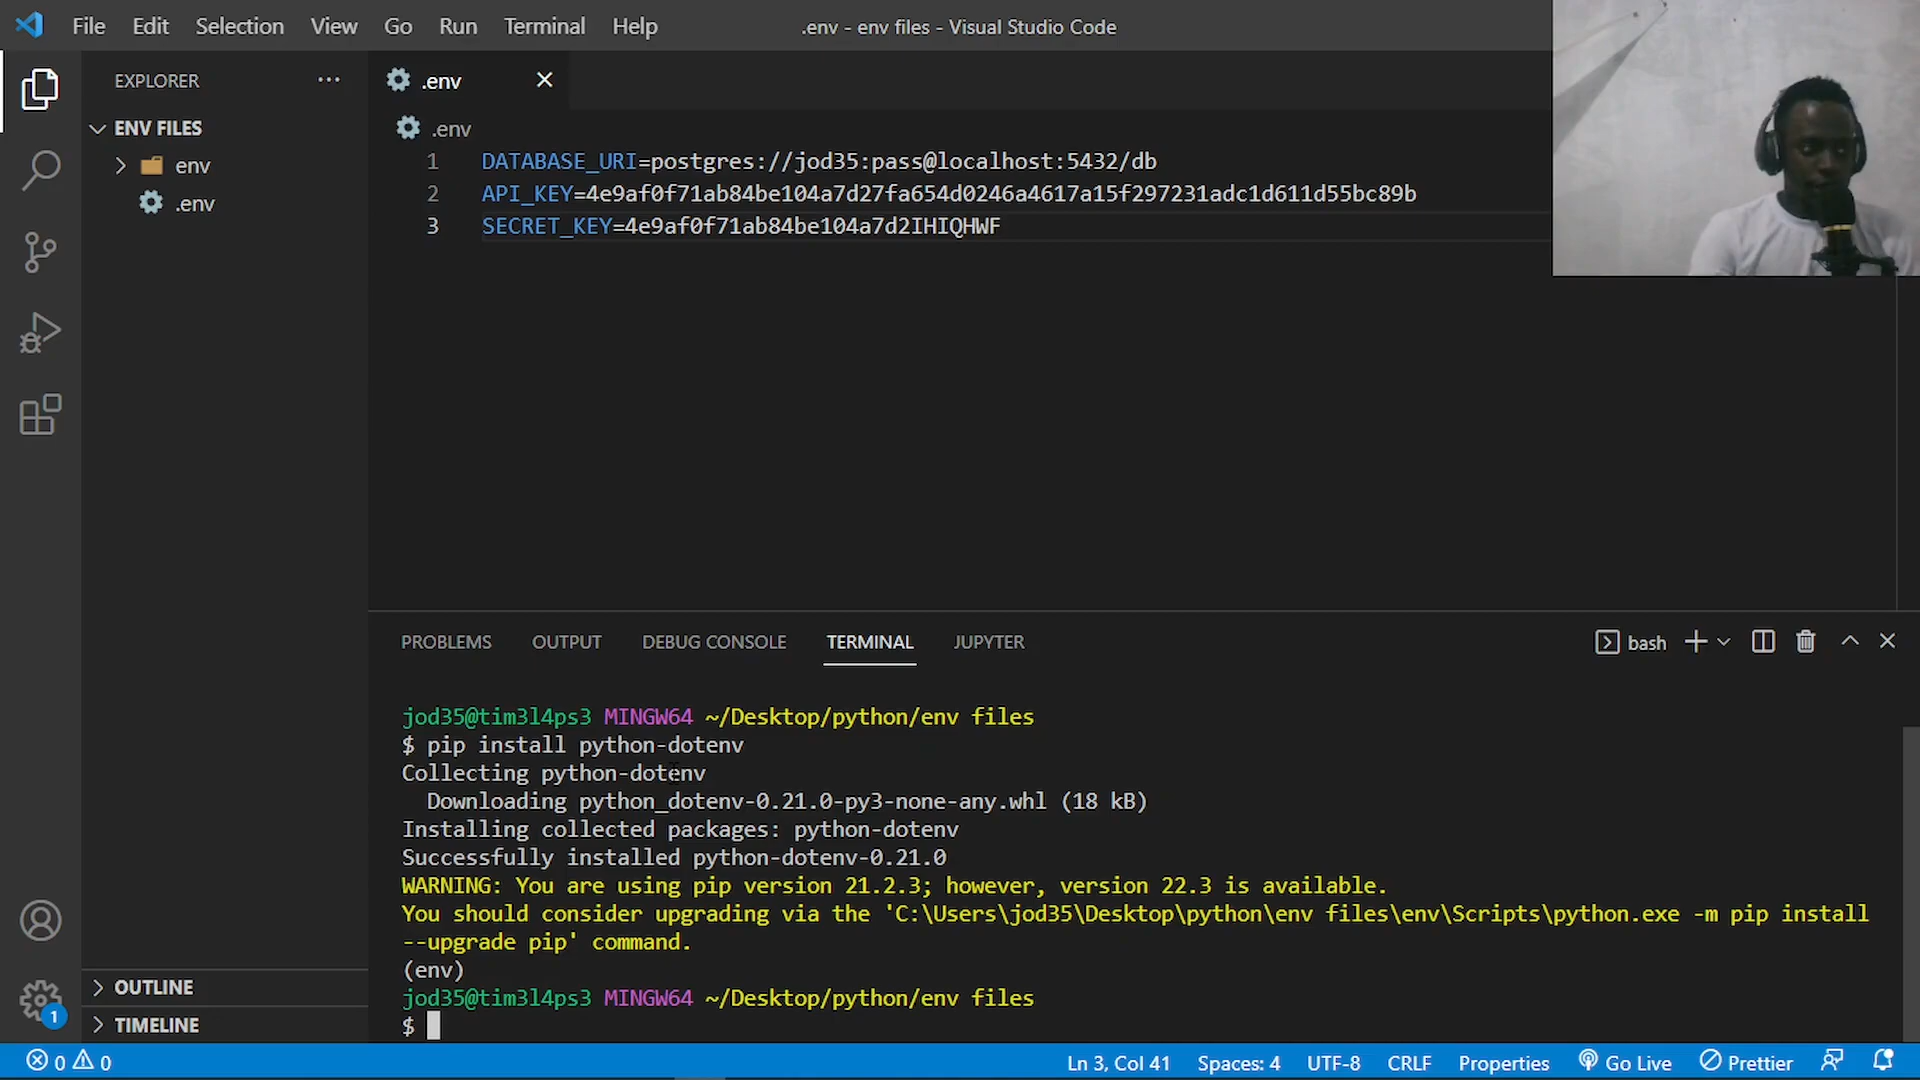 File Edit Selection View Go Run Terminal Help
.env - env files - Visual Studio Code
EXPLORER ...
ENV FILES
env
.env
.env
.env
1 DATABASE_URI=postgres://jod35:pass@localhost:5432/db
2 API_KEY=4e9af0f71ab84be104a7d27fa654d0246a4617a15f297231adc1d611d55bc89b
3 SECRET_KEY=4e9af0f71ab84be104a7d2IHIQHWF
PROBLEMS OUTPUT DEBUG CONSOLE TERMINAL JUPYTER
bash
jod35@tim3l4ps3 MINGW64 ~/Desktop/python/env files
$ pip install python-dotenv
Collecting python-dotenv
Downloading python_dotenv-0.21.0-py3-none-any.whl (18 kB)
Installing collected packages: python-dotenv
Successfully installed python-dotenv-0.21.0
WARNING: You are using pip version 21.2.3; however, version 22.3 is available.
You should consider upgrading via the 'C:\Users\jod35\Desktop\python\env files\env\Scripts\python.exe -m pip install
--upgrade pip' command.
(env)
jod35@tim3l4ps3 MINGW64 ~/Desktop/python/env files
$
OUTLINE
TIMELINE
1
0 0
Ln 3, Col 41 Spaces: 4 UTF-8 CRLF Properties Go Live Prettier